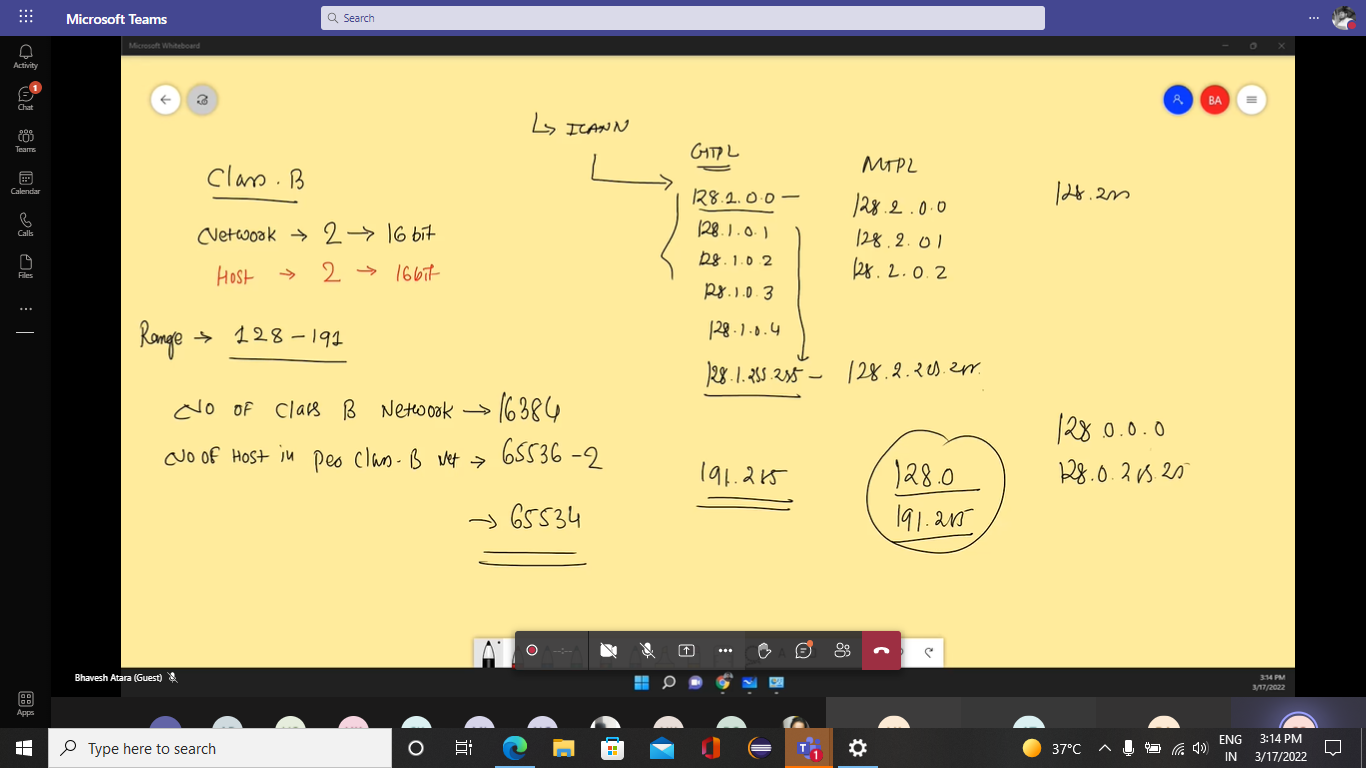 Microsoft Teams
Search
Activity
Chat
1
Teams
Calendar
Calls
Files
Apps
Microsoft Whiteboard
BA
↳ ICANN
Class.B
Network → 2 → 16 bit
Host → 2 → 16 bit
Range → 128 – 191
No of Class B Network → 16384
No of Host in Per Class-B Net → 65536 – 2
→ 65534
GTPL
128.1.0.0 –
128.1.0.1
128.1.0.2
128.1.0.3
128.1.0.4
128.1.255.255 –
191.255
MTPL
128.2.0.0
128.2.01
128.2.0.2
128.2.255.255
128.0
191.255
128.255
128.0.0.0
128.0.255.25
Bhavesh Atara (Guest)
3:14 PM
3/17/2022
Type here to search
1
37°C
ENG
IN
3:14 PM
3/17/2022